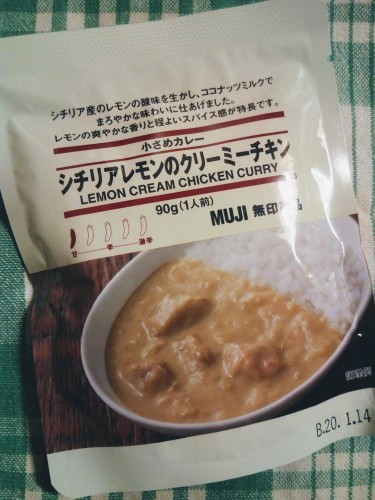 シチリア産のレモンの酸味を生かし、ココナッツミルクで
まろやかな味わいに仕あげました。
レモンの爽やかな香りと程よいスパイス感が特長です。
小さめカレー
シチリアレモンのクリーミーチキン
LEMON CREAM CHICKEN CURRY
90g(1人前)
MUJI 無印良品
甘 辛 激辛
B.20. 1.14